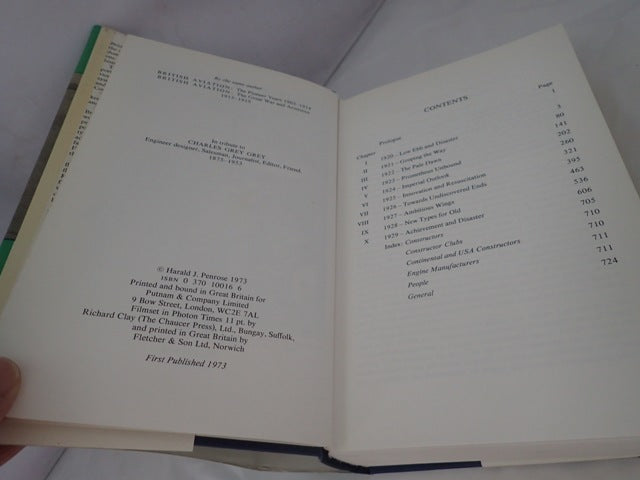 By the same author
BRITISH AVIATION: The Pioneer Years 1903-1914
BRITISH AVIATION: The Great War and Armistice
1915-1919
In tribute to
CHARLES GREY GREY
Engineer designer, Salesman, Journalist, Editor, Friend.
1875-1953
© Harald J. Penrose 1973
ISBN 0 370 10016 6
Printed and bound in Great Britain for
Putnam & Company Limited
9 Bow Street, London, WC2E 7AL
Filmset in Photon Times 11 pt. by
Richard Clay (The Chaucer Press), Ltd., Bungay, Suffolk,
and printed in Great Britain by
Fletcher & Son Ltd, Norwich
First Published 1973
CONTENTS
Page
Prologue 1
Chapter I 1920 – Low Ebb and Disaster 3
II 1921 – Groping the Way 80
III 1922 – The Pale Dawn 141
IV 1923 – Prometheus Unbound 202
V 1924 – Imperial Outlook 260
VI 1925 – Innovation and Resuscitation 321
VII 1926 – Towards Undiscovered Ends 395
VIII 1927 – Ambitious Wings 463
IX 1928 – New Types for Old 536
X 1929 – Achievement and Disaster 606
Index: Constructors 705
Constructor Clubs 710
Continental and USA Constructors 710
Engine Manufacturers 711
People 711
General 724